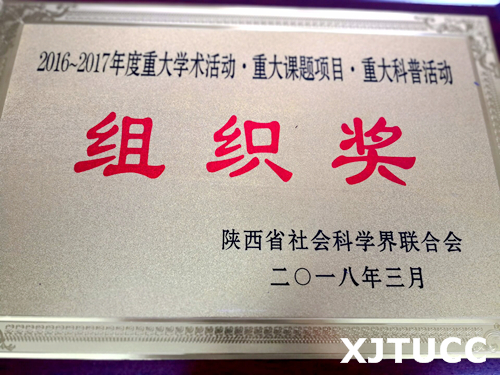 2016~2017年度重大学术活动·重大课题项目·重大科普活动
组织奖
陕西省社会科学界联合会
二〇一八年三月
XJTUCC